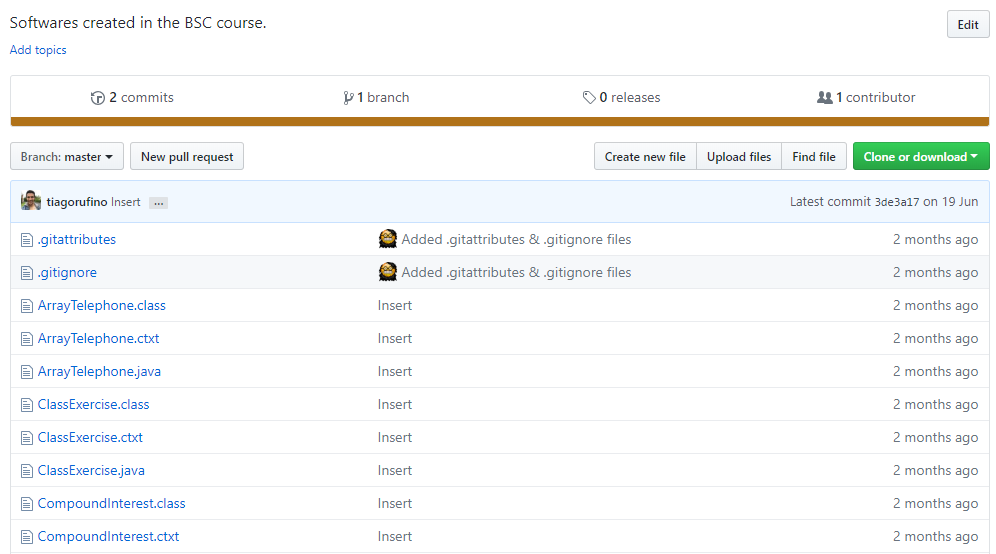 Softwares created in the BSC course.
Edit
Add topics
2 commits 1 branch 0 releases 1 contributor
Branch: master New pull request Create new file Upload files Find file Clone or download
tiagorufino Insert ... Latest commit 3de3a17 on 19 Jun
.gitattributes Added .gitattributes & .gitignore files 2 months ago
.gitignore Added .gitattributes & .gitignore files 2 months ago
ArrayTelephone.class Insert 2 months ago
ArrayTelephone.ctxt Insert 2 months ago
ArrayTelephone.java Insert 2 months ago
ClassExercise.class Insert 2 months ago
ClassExercise.ctxt Insert 2 months ago
ClassExercise.java Insert 2 months ago
CompoundInterest.class Insert 2 months ago
CompoundInterest.ctxt Insert 2 months ago